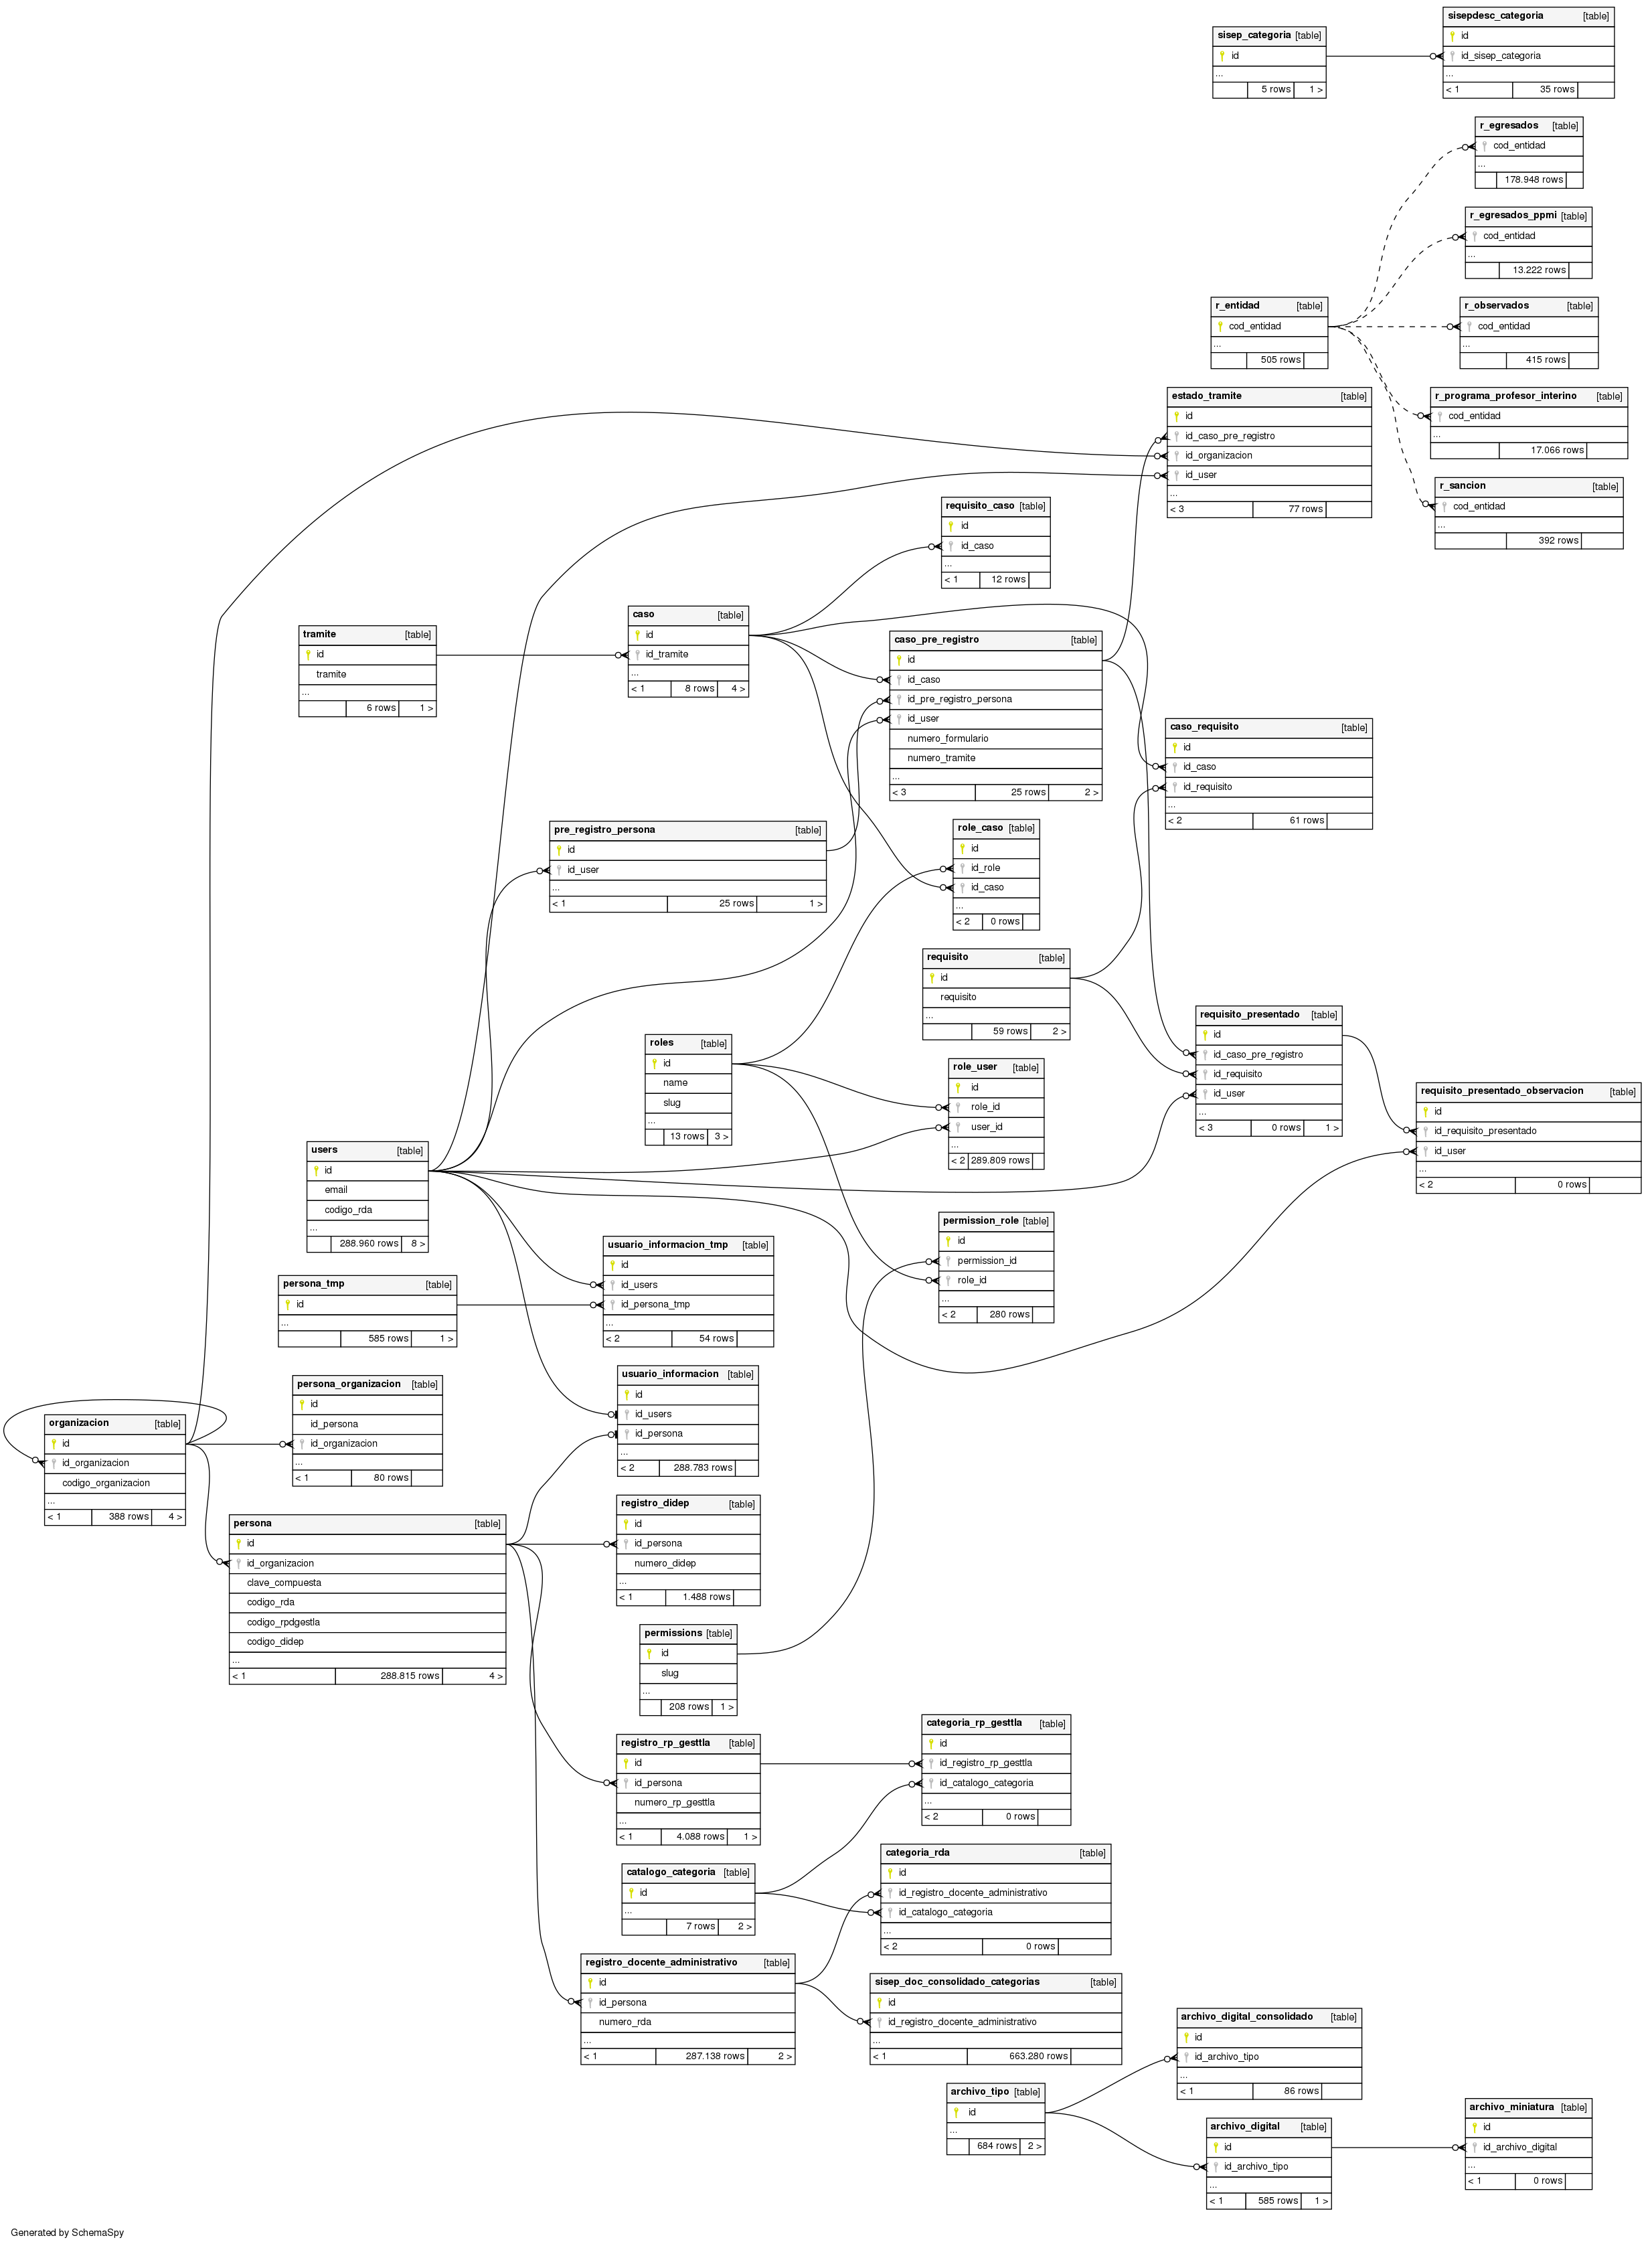 sisepdesc_categoria [table]
id
id_sisep_categoria
...
< 1 35 rows
sisep_categoria [table]
id
...
5 rows 1 >
r_egresados [table]
cod_entidad
...
178.948 rows
r_egresados_ppmi [table]
cod_entidad
...
13.222 rows
r_entidad [table]
cod_entidad
...
505 rows
r_observados [table]
cod_entidad
...
415 rows
r_programa_profesor_interino [table]
cod_entidad
...
17.066 rows
r_sancion [table]
cod_entidad
...
392 rows
estado_tramite [table]
id
id_caso_pre_registro
id_organizacion
id_user
...
< 3 77 rows
requisito_caso [table]
id
id_caso
...
< 1 12 rows
caso [table]
id
id_tramite
...
< 1 8 rows 4 >
tramite [table]
id
tramite
...
6 rows 1 >
caso_pre_registro [table]
id
id_caso
id_pre_registro_persona
id_user
numero_formulario
numero_tramite
...
< 3 25 rows 2 >
caso_requisito [table]
id
id_caso
id_requisito
...
< 2 61 rows
pre_registro_persona [table]
id
id_user
...
< 1 25 rows 1 >
role_caso [table]
id
id_role
id_caso
...
< 2 0 rows
requisito [table]
id
requisito
...
59 rows 2 >
requisito_presentado [table]
id
id_caso_pre_registro
id_requisito
id_user
...
< 3 0 rows 1 >
requisito_presentado_observacion [table]
id
id_requisito_presentado
id_user
...
< 2 0 rows
roles [table]
id
name
slug
...
13 rows 3 >
role_user [table]
id
role_id
user_id
...
< 2 289.809 rows
users [table]
id
email
codigo_rda
...
288.960 rows 8 >
permission_role [table]
id
permission_id
role_id
...
< 2 280 rows
usuario_informacion_tmp [table]
id
id_users
id_persona_tmp
...
< 2 54 rows
persona_tmp [table]
id
...
585 rows 1 >
usuario_informacion [table]
id
id_users
id_persona
...
< 2 288.783 rows
persona_organizacion [table]
id
id_persona
id_organizacion
...
< 1 80 rows
organizacion [table]
id
id_organizacion
codigo_organizacion
...
< 1 388 rows 4 >
persona [table]
id
id_organizacion
clave_compuesta
codigo_rda
codigo_rpdgestla
codigo_didep
...
< 1 288.815 rows 4 >
registro_didep [table]
id
id_persona
numero_didep
...
< 1 1.488 rows
permissions [table]
id
slug
...
208 rows 1 >
registro_rp_gesttla [table]
id
id_persona
numero_rp_gesttla
...
< 1 4.088 rows 1 >
categoria_rp_gesttla [table]
id
id_registro_rp_gesttla
id_catalogo_categoria
...
< 2 0 rows
catalogo_categoria [table]
id
...
7 rows 2 >
categoria_rda [table]
id
id_registro_docente_administrativo
id_catalogo_categoria
...
< 2 0 rows
registro_docente_administrativo [table]
id
id_persona
numero_rda
...
< 1 287.138 rows 2 >
sisep_doc_consolidado_categorias [table]
id
id_registro_docente_administrativo
...
< 1 663.280 rows
archivo_digital_consolidado [table]
id
id_archivo_tipo
...
< 1 86 rows
archivo_tipo [table]
id
...
684 rows 2 >
archivo_digital [table]
id
id_archivo_tipo
...
< 1 585 rows 1 >
archivo_miniatura [table]
id
id_archivo_digital
...
< 1 0 rows
Generated by SchemaSpy